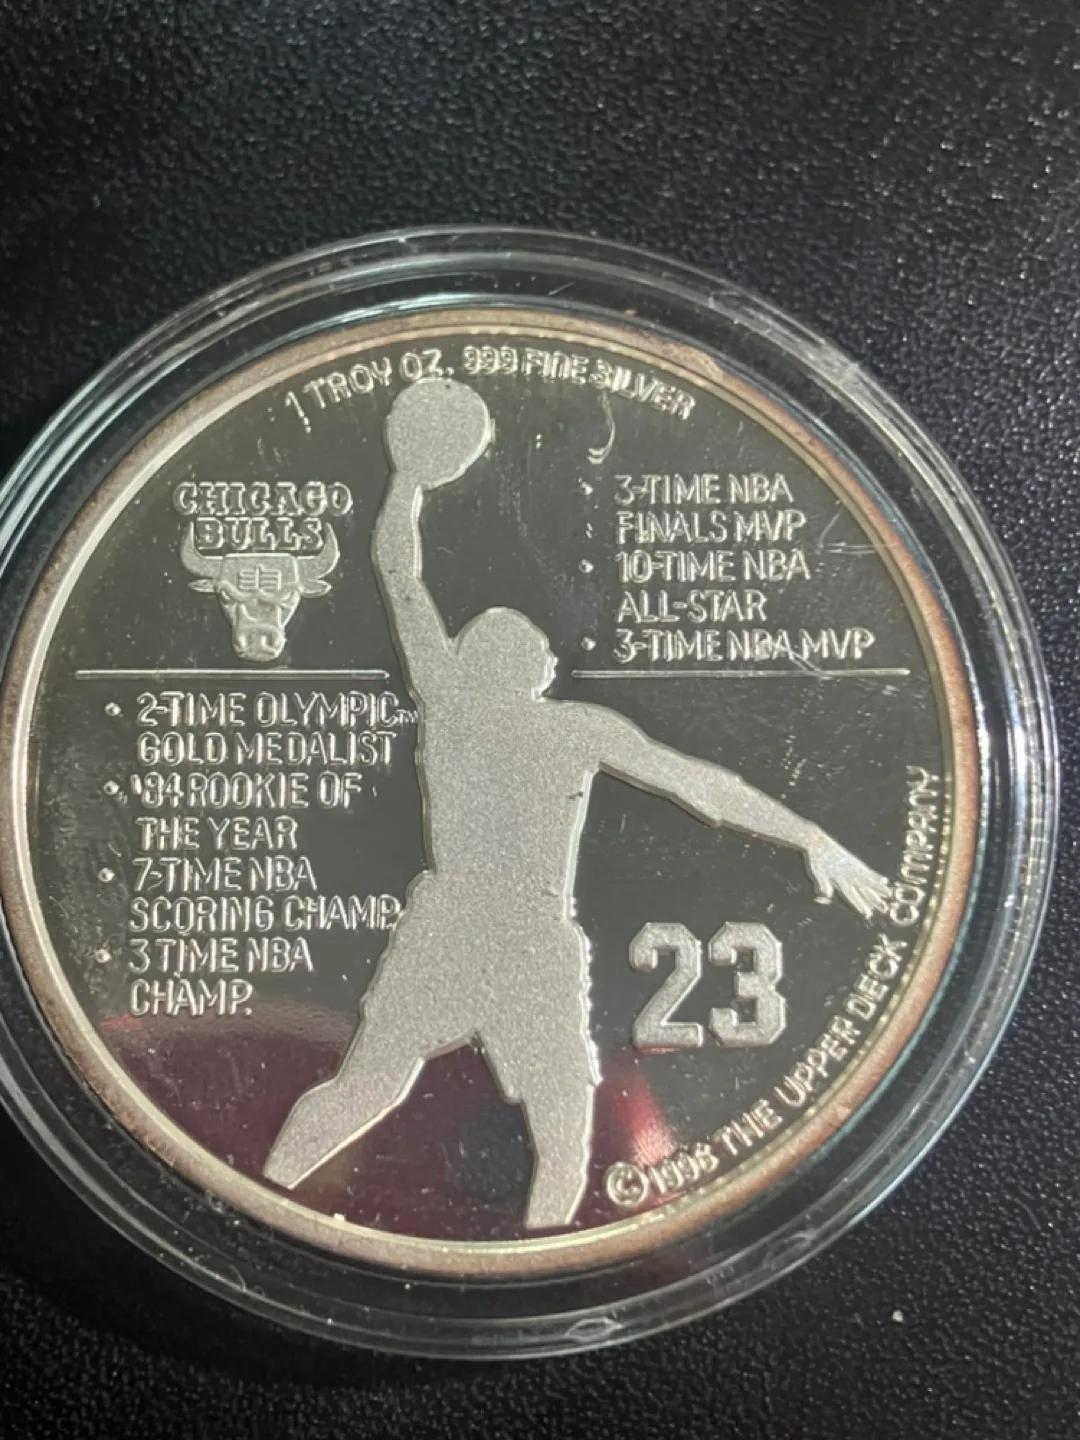 1 TROY OZ. 999 FINE SILVER
CHICAGO
BULLS
• 3-TIME NBA
FINALS MVP
• 10-TIME NBA
ALL-STAR
• 3-TIME NBA MVP
• 2-TIME OLYMPIC™
GOLD MEDALIST
• '84 ROOKIE OF
THE YEAR
• 7-TIME NBA
SCORING CHAMP.
• 3 TIME NBA
CHAMP.
23
© 1996 THE UPPER DECK COMPANY